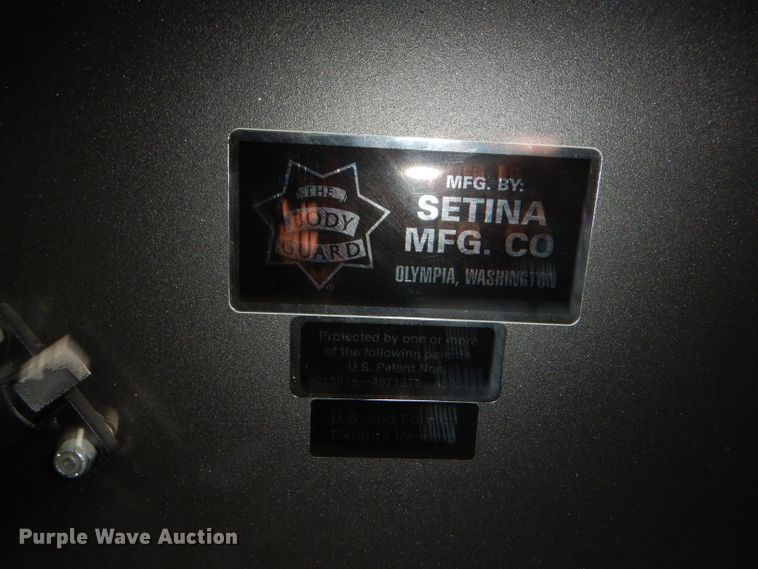 THE
BODY
GUARD
®
MFG. BY:
SETINA
MFG. CO
OLYMPIA, WASHINGTON
Protected by one or more
of the following patents
U.S. Patent Nos.
U.S. and
Patents Pending
Purple Wave Auction